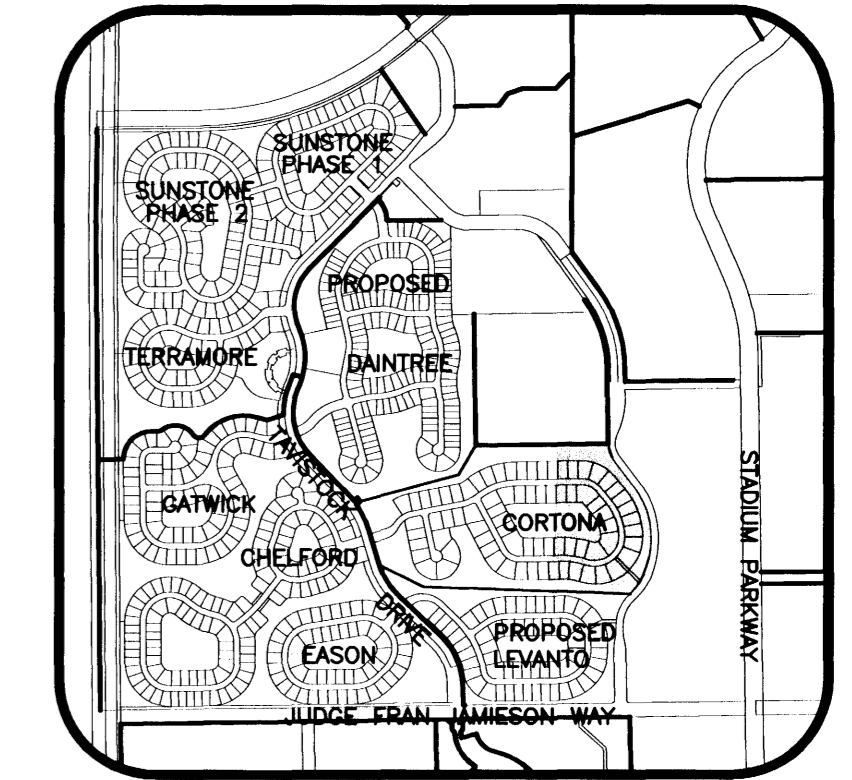 SUNSTONE
PHASE 1
SUNSTONE
PHASE 2
PROPOSED
DAINTREE
TERRAMORE
TAVISTOCK
DRIVE
GATWICK
CORTONA
CHELFORD
STADIUM PARKWAY
PROPOSED
LEVANTO
EASON
JUDGE FRAN JAMIESON WAY